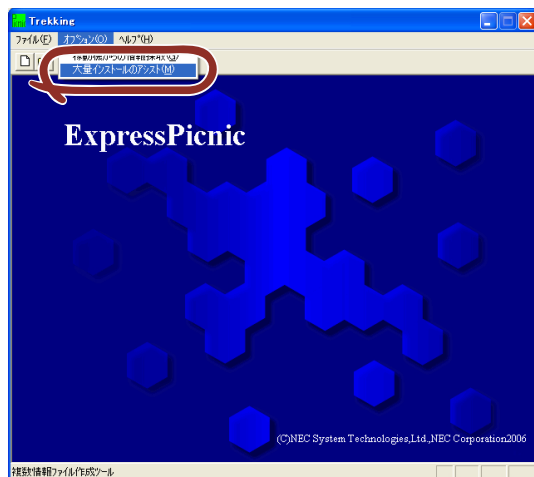 Trekking
ファイル(F) オプション(O) ヘルプ(H)
大量インストールのアシスト(M)
ExpressPicnic
(C)NEC System Technologies,Ltd.,NEC Corporation2006
複数情報ファイル作成ツール